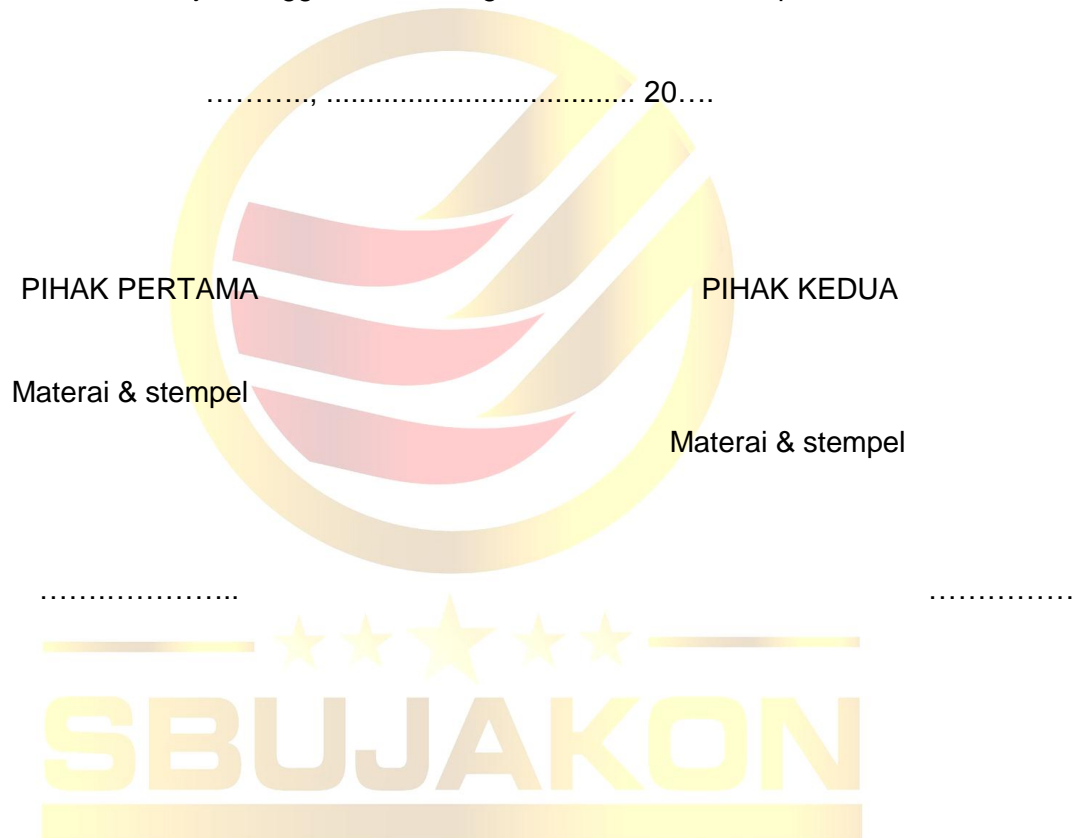 ………..., ..................................... 20….
PIHAK PERTAMA PIHAK KEDUA
Materai & stempel
Materai & stempel
………………….. ……………
SBUJAKON